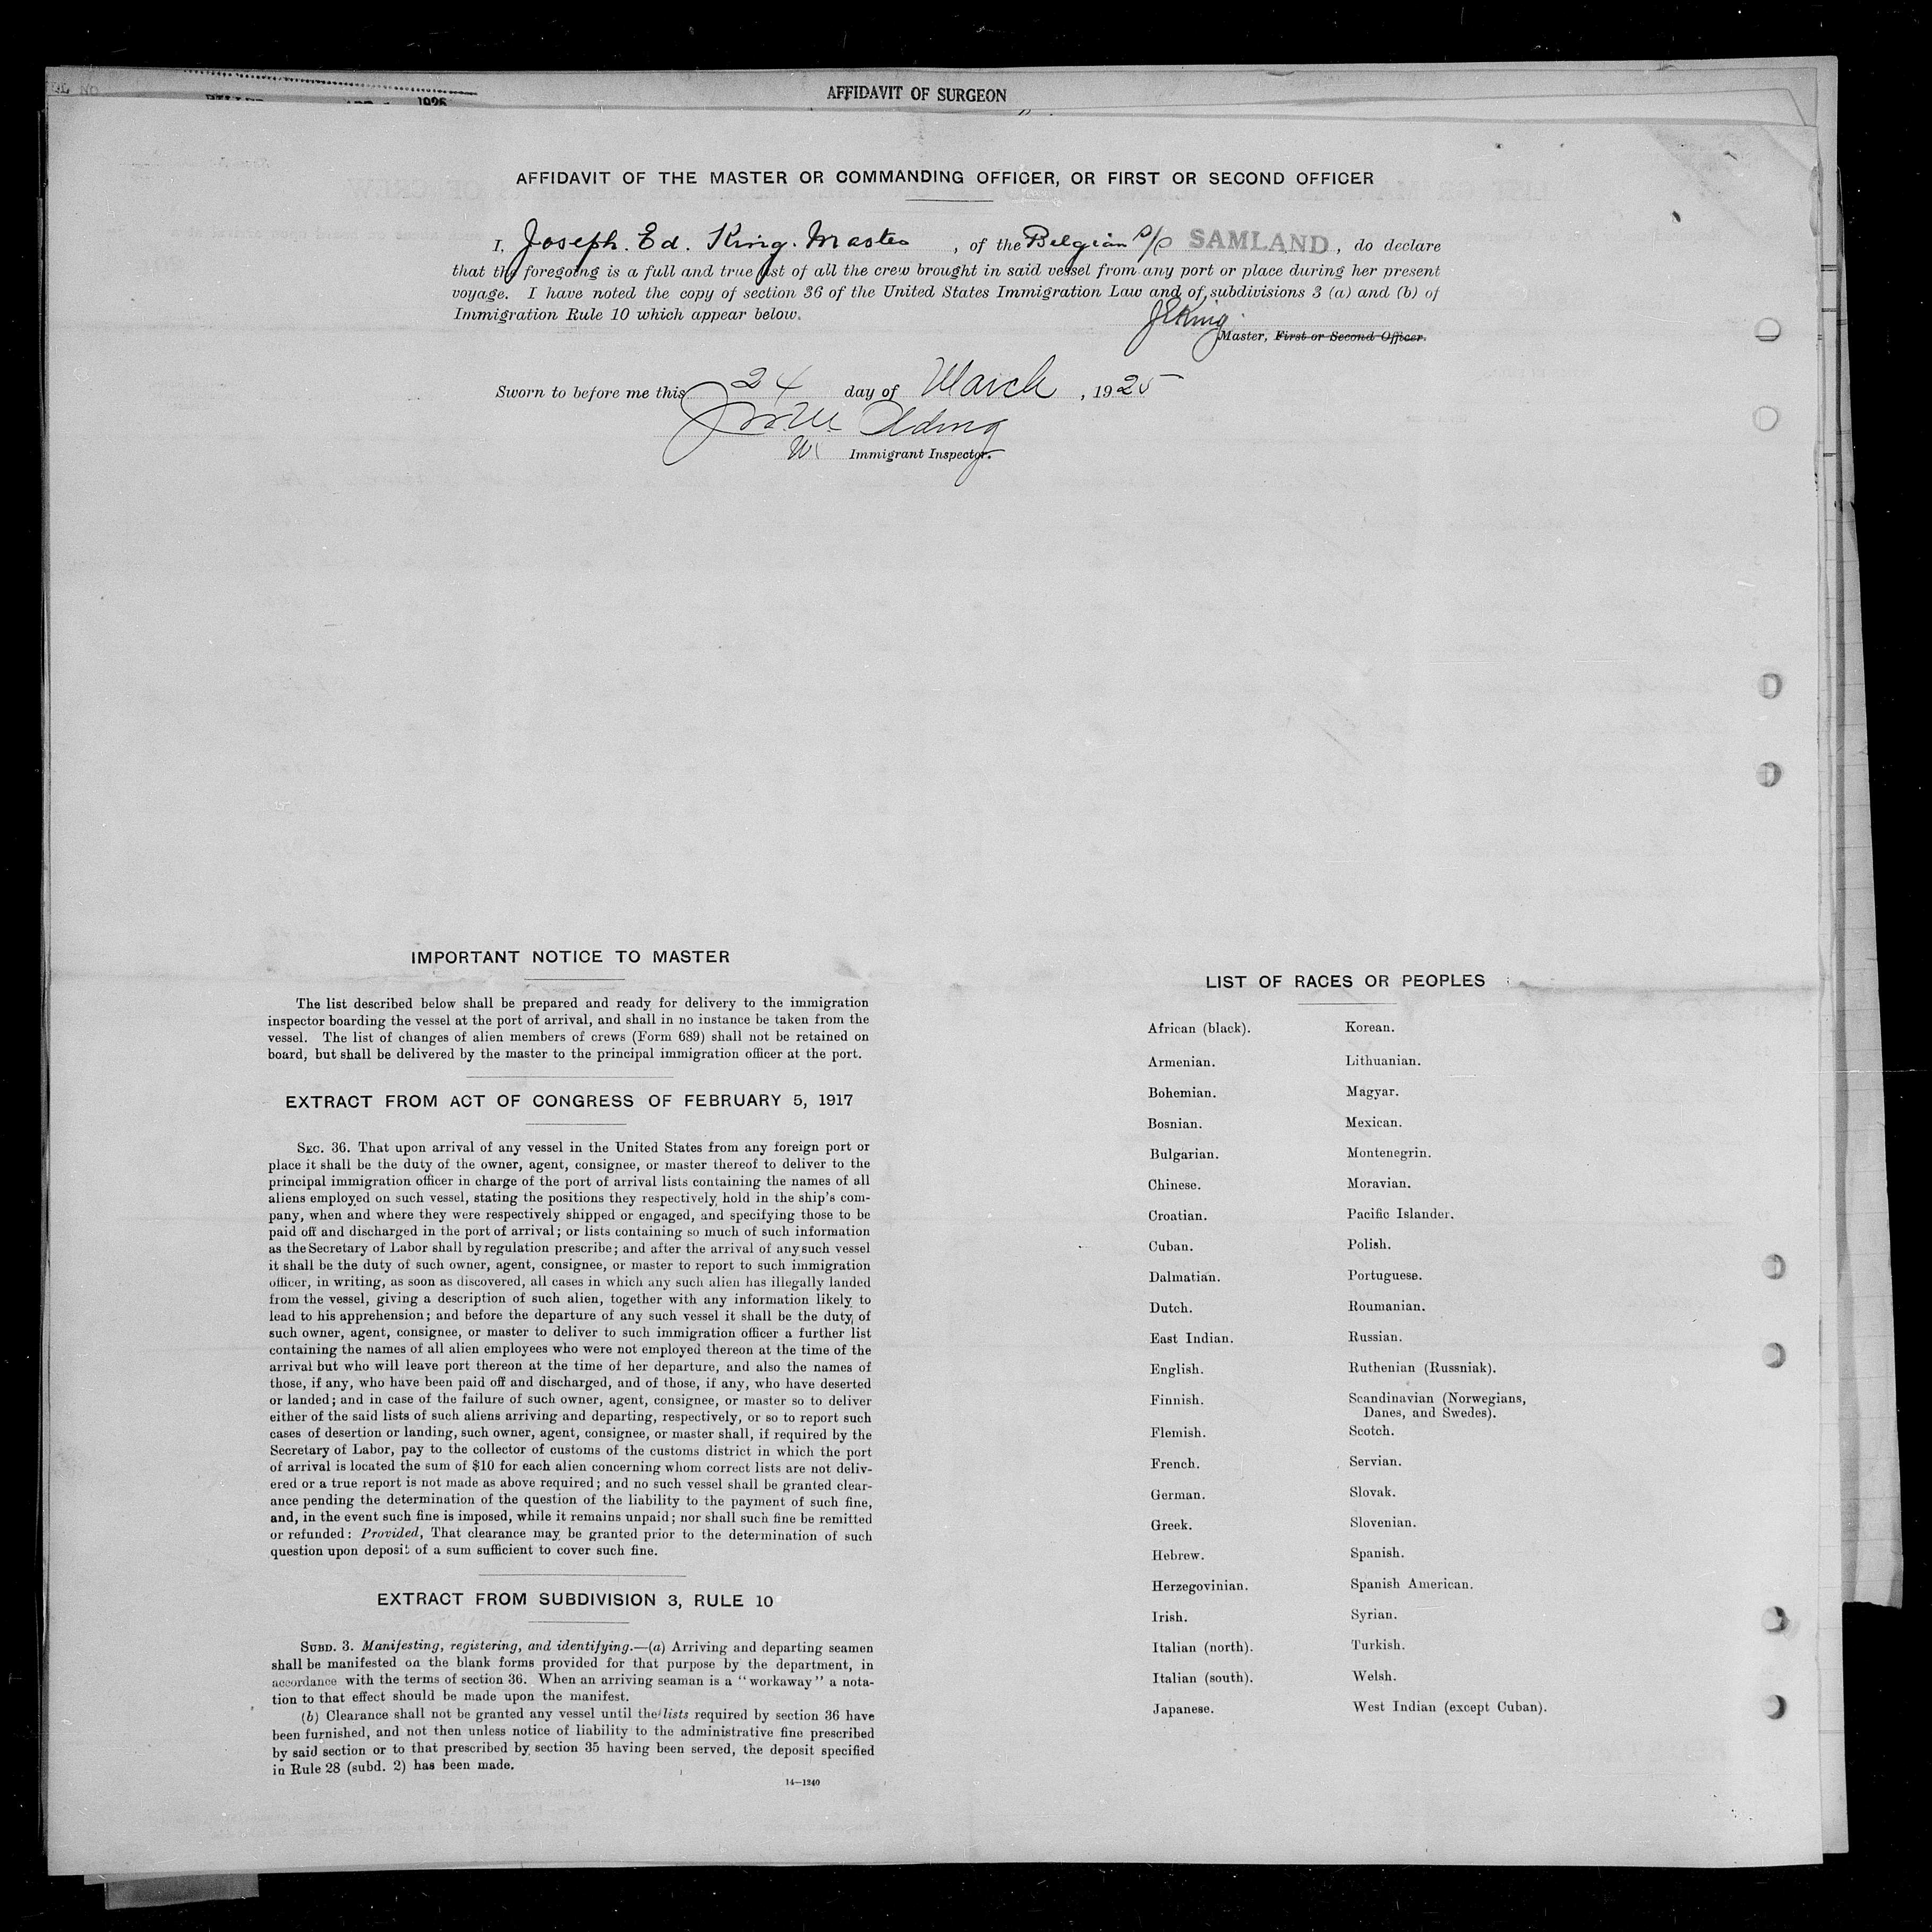 1926
AFFIDAVIT OF SURGEON
AFFIDAVIT OF THE MASTER OR COMMANDING OFFICER, OR FIRST OR SECOND OFFICER
I, Joseph. Ed. King. Master, of the Belgian S/S SAMLAND, do declare
that the foregoing is a full and true list of all the crew brought in said vessel from any port or place during her present
voyage. I have noted the copy of section 36 of the United States Immigration Law and of subdivisions 3 (a) and (b) of
Immigration Rule 10 which appear below.
JEKing
Master, First or Second Officer.
Sworn to before me this 24 day of March, 1925
Immigrant Inspector.
IMPORTANT NOTICE TO MASTER
The list described below shall be prepared and ready for delivery to the immigration
inspector boarding the vessel at the port of arrival, and shall in no instance be taken from the
vessel. The list of changes of alien members of crews (Form 689) shall not be retained on
board, but shall be delivered by the master to the principal immigration officer at the port.
EXTRACT FROM ACT OF CONGRESS OF FEBRUARY 5, 1917
SEC. 36. That upon arrival of any vessel in the United States from any foreign port or
place it shall be the duty of the owner, agent, consignee, or master thereof to deliver to the
principal immigration officer in charge of the port of arrival lists containing the names of all
aliens employed on such vessel, stating the positions they respectively hold in the ship's com-
pany, when and where they were respectively shipped or engaged, and specifying those to be
paid off and discharged in the port of arrival; or lists containing so much of such information
as the Secretary of Labor shall by regulation prescribe; and after the arrival of any such vessel
it shall be the duty of such owner, agent, consignee, or master to report to such immigration
officer, in writing, as soon as discovered, all cases in which any such alien has illegally landed
from the vessel, giving a description of such alien, together with any information likely to
lead to his apprehension; and before the departure of any such vessel it shall be the duty of
such owner, agent, consignee, or master to deliver to such immigration officer a further list
containing the names of all alien employees who were not employed thereon at the time of the
arrival but who will leave port thereon at the time of her departure, and also the names of
those, if any, who have been paid off and discharged, and of those, if any, who have deserted
or landed; and in case of the failure of such owner, agent, consignee, or master so to deliver
either of the said lists of such aliens arriving and departing, respectively, or so to report such
cases of desertion or landing, such owner, agent, consignee, or master shall, if required by the
Secretary of Labor, pay to the collector of customs of the customs district in which the port
of arrival is located the sum of $10 for each alien concerning whom correct lists are not deliv-
ered or a true report is not made as above required; and no such vessel shall be granted clear-
ance pending the determination of the question of the liability to the payment of such fine,
and, in the event such fine is imposed, while it remains unpaid; nor shall such fine be remitted
or refunded: Provided, That clearance may be granted prior to the determination of such
question upon deposit of a sum sufficient to cover such fine.
EXTRACT FROM SUBDIVISION 3, RULE 10
SUBD. 3. Manifesting, registering, and identifying.—(a) Arriving and departing seamen
shall be manifested on the blank forms provided for that purpose by the department, in
accordance with the terms of section 36. When an arriving seaman is a "workaway" a nota-
tion to that effect should be made upon the manifest.
(b) Clearance shall not be granted any vessel until the lists required by section 36 have
been furnished, and not then unless notice of liability to the administrative fine prescribed
by said section or to that prescribed by section 35 having been served, the deposit specified
in Rule 28 (subd. 2) has been made.
14—1240
LIST OF RACES OR PEOPLES
African (black).
Armenian.
Bohemian.
Bosnian.
Bulgarian.
Chinese.
Croatian.
Cuban.
Dalmatian.
Dutch.
East Indian.
English.
Finnish.
Flemish.
French.
German.
Greek.
Hebrew.
Herzegovinian.
Irish.
Italian (north).
Italian (south).
Japanese.
Korean.
Lithuanian.
Magyar.
Mexican.
Montenegrin.
Moravian.
Pacific Islander.
Polish.
Portuguese.
Roumanian.
Russian.
Ruthenian (Russniak).
Scandinavian (Norwegians,
Danes, and Swedes).
Scotch.
Servian.
Slovak.
Slovenian.
Spanish.
Spanish American.
Syrian.
Turkish.
Welsh.
West Indian (except Cuban).